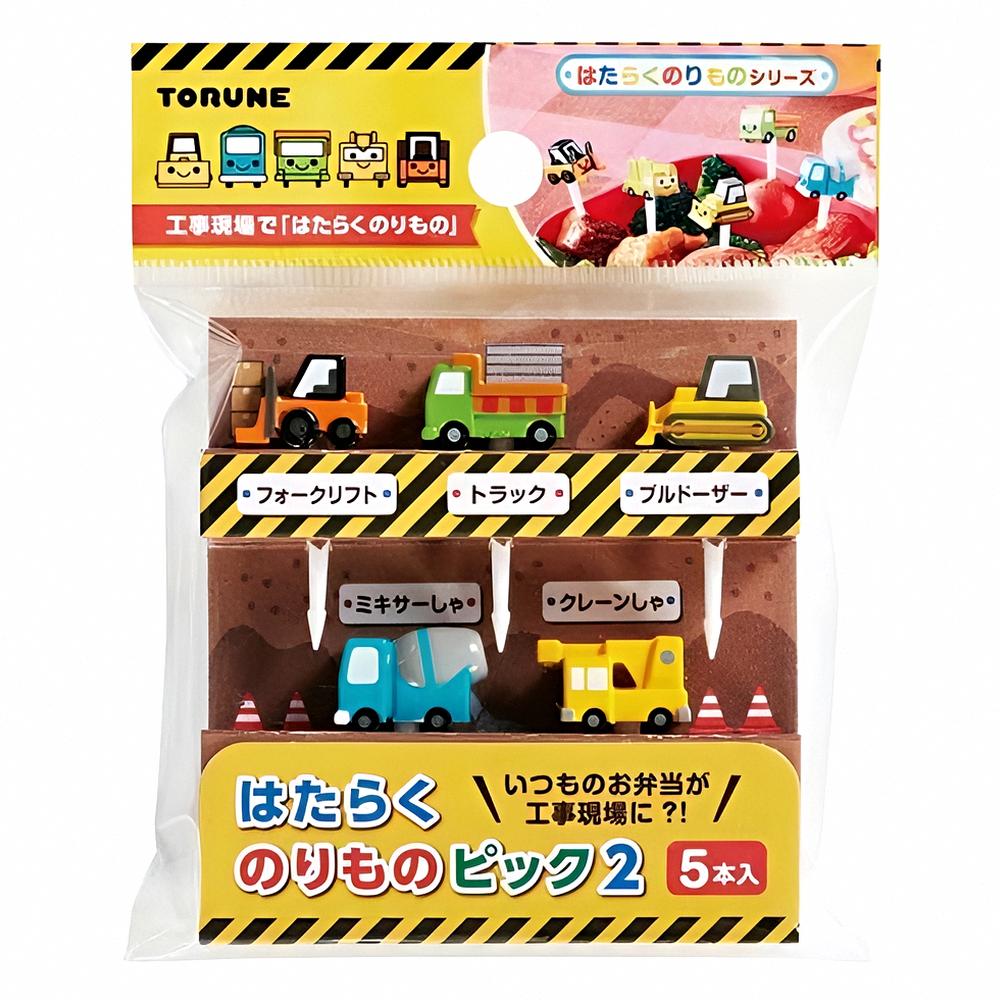 はたらくのりものシリーズ
TORUNE
工事現場で「はたらくのりもの」
フォークリフト
トラック
ブルドーザー
ミキサーしゃ
クレーンしゃ
はたらく
のりものピック2
いつものお弁当が
工事現場に?!
5本入